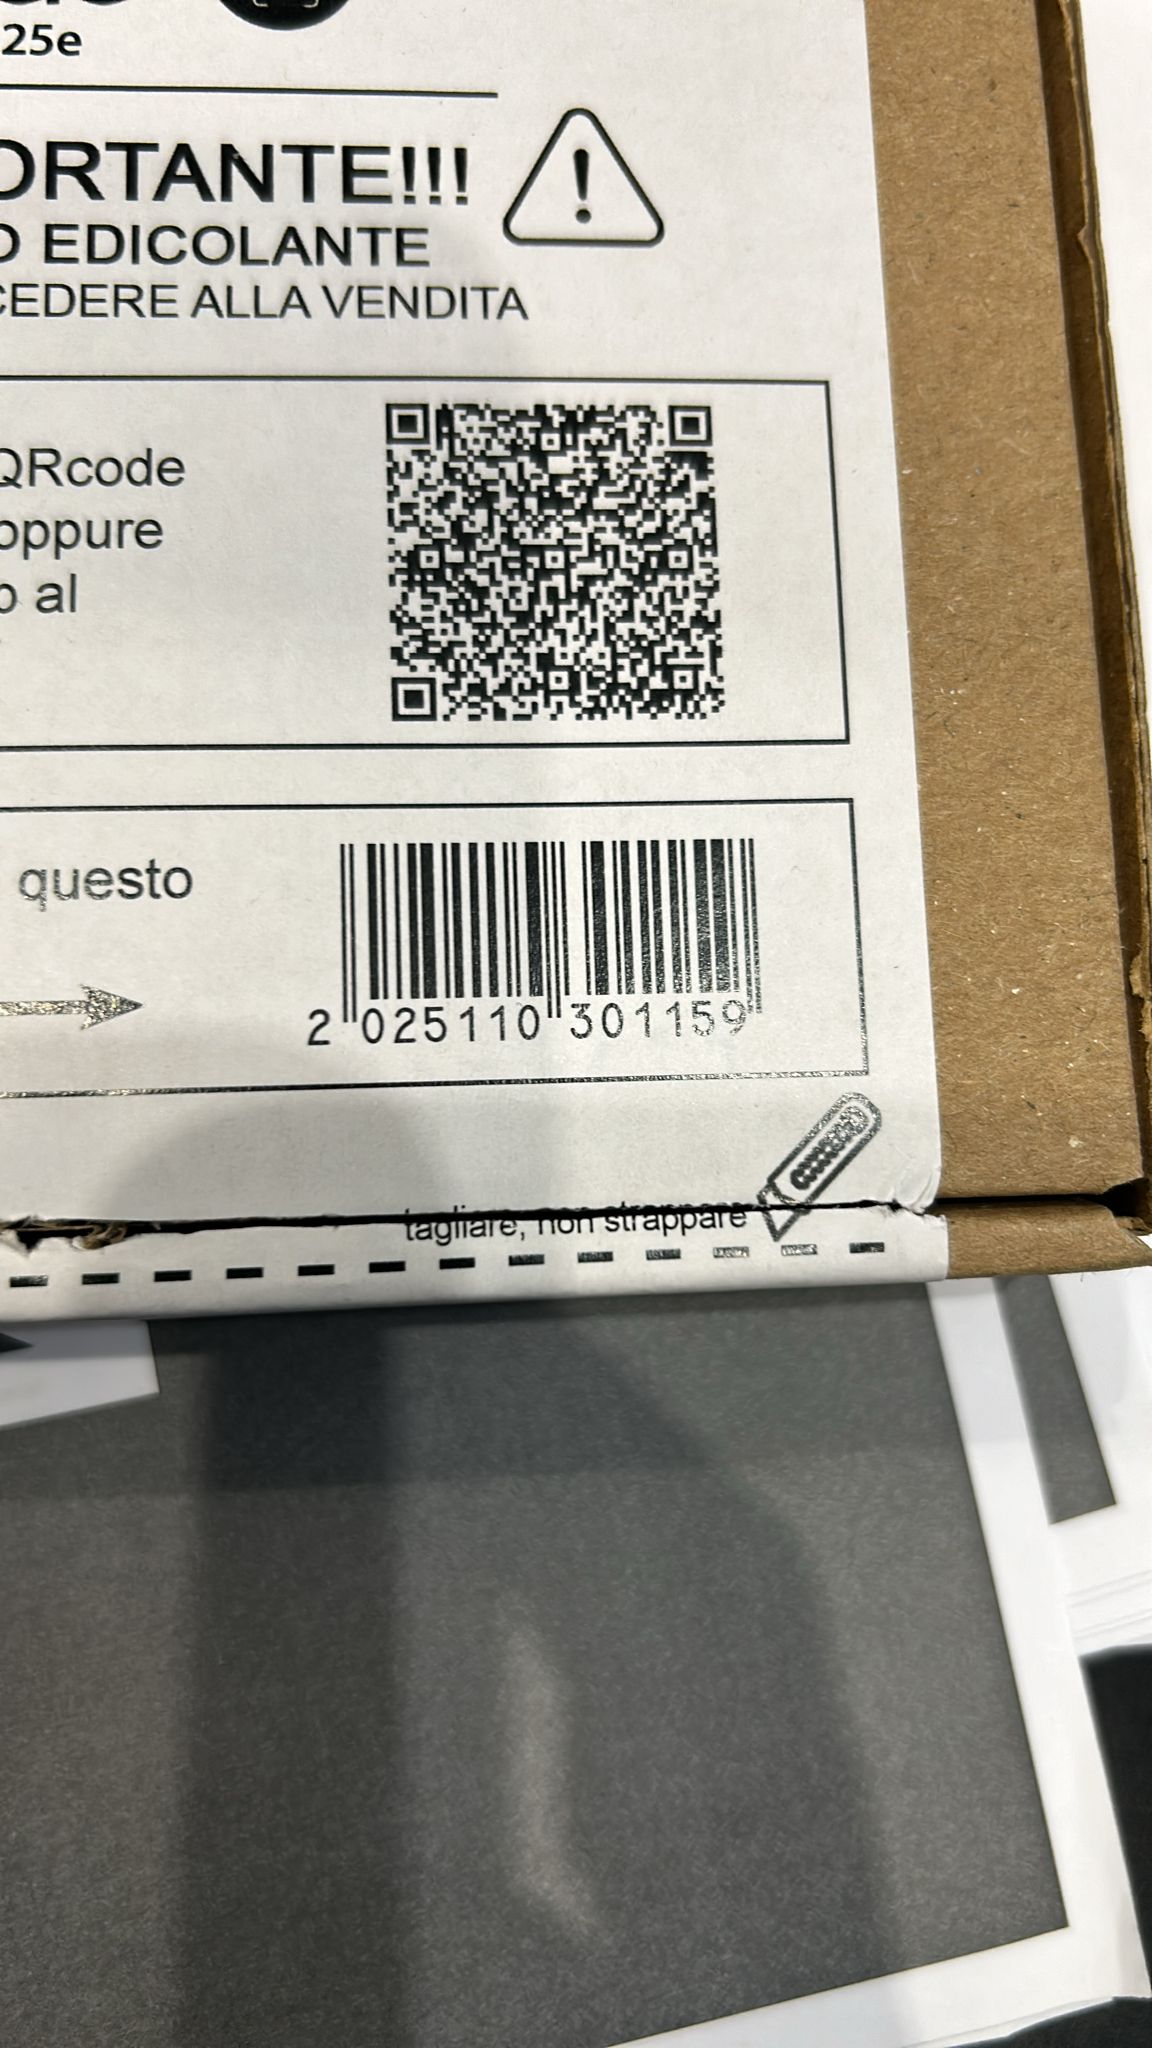 25e
ORTANTE!!!
O EDICOLANTE
CEDERE ALLA VENDITA
QRcode
oppure
o al
questo
2 025110 301159
tagliare, non strappare